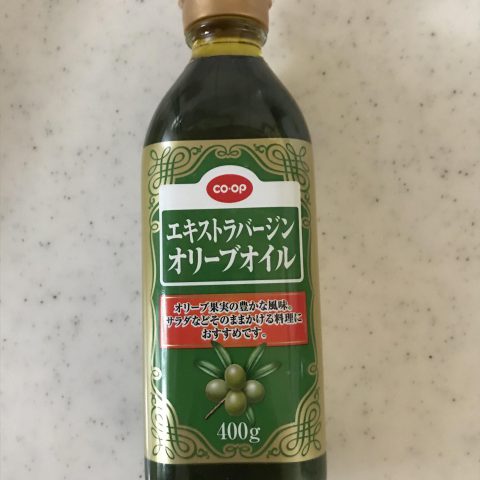 CO·OP
エキストラバージン
オリーブオイル
オリーブ果実の豊かな風味。
サラダなどそのままかける料理に
おすすめです。
400g